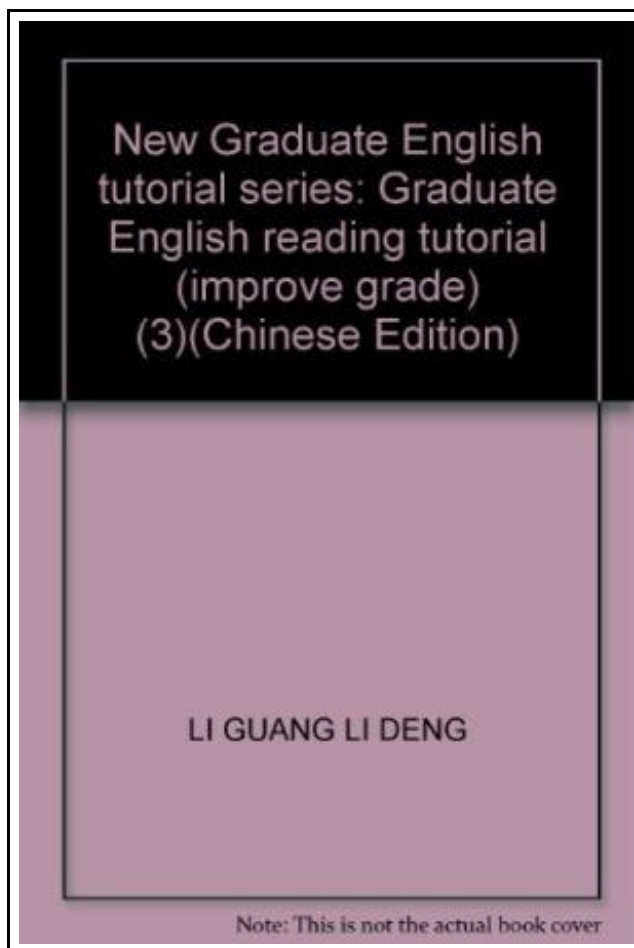 New Graduate English
tutorial series: Graduate
English reading tutorial
(improve grade)
(3)(Chinese Edition)
LI GUANG LI DENG
Note: This is not the actual book cover